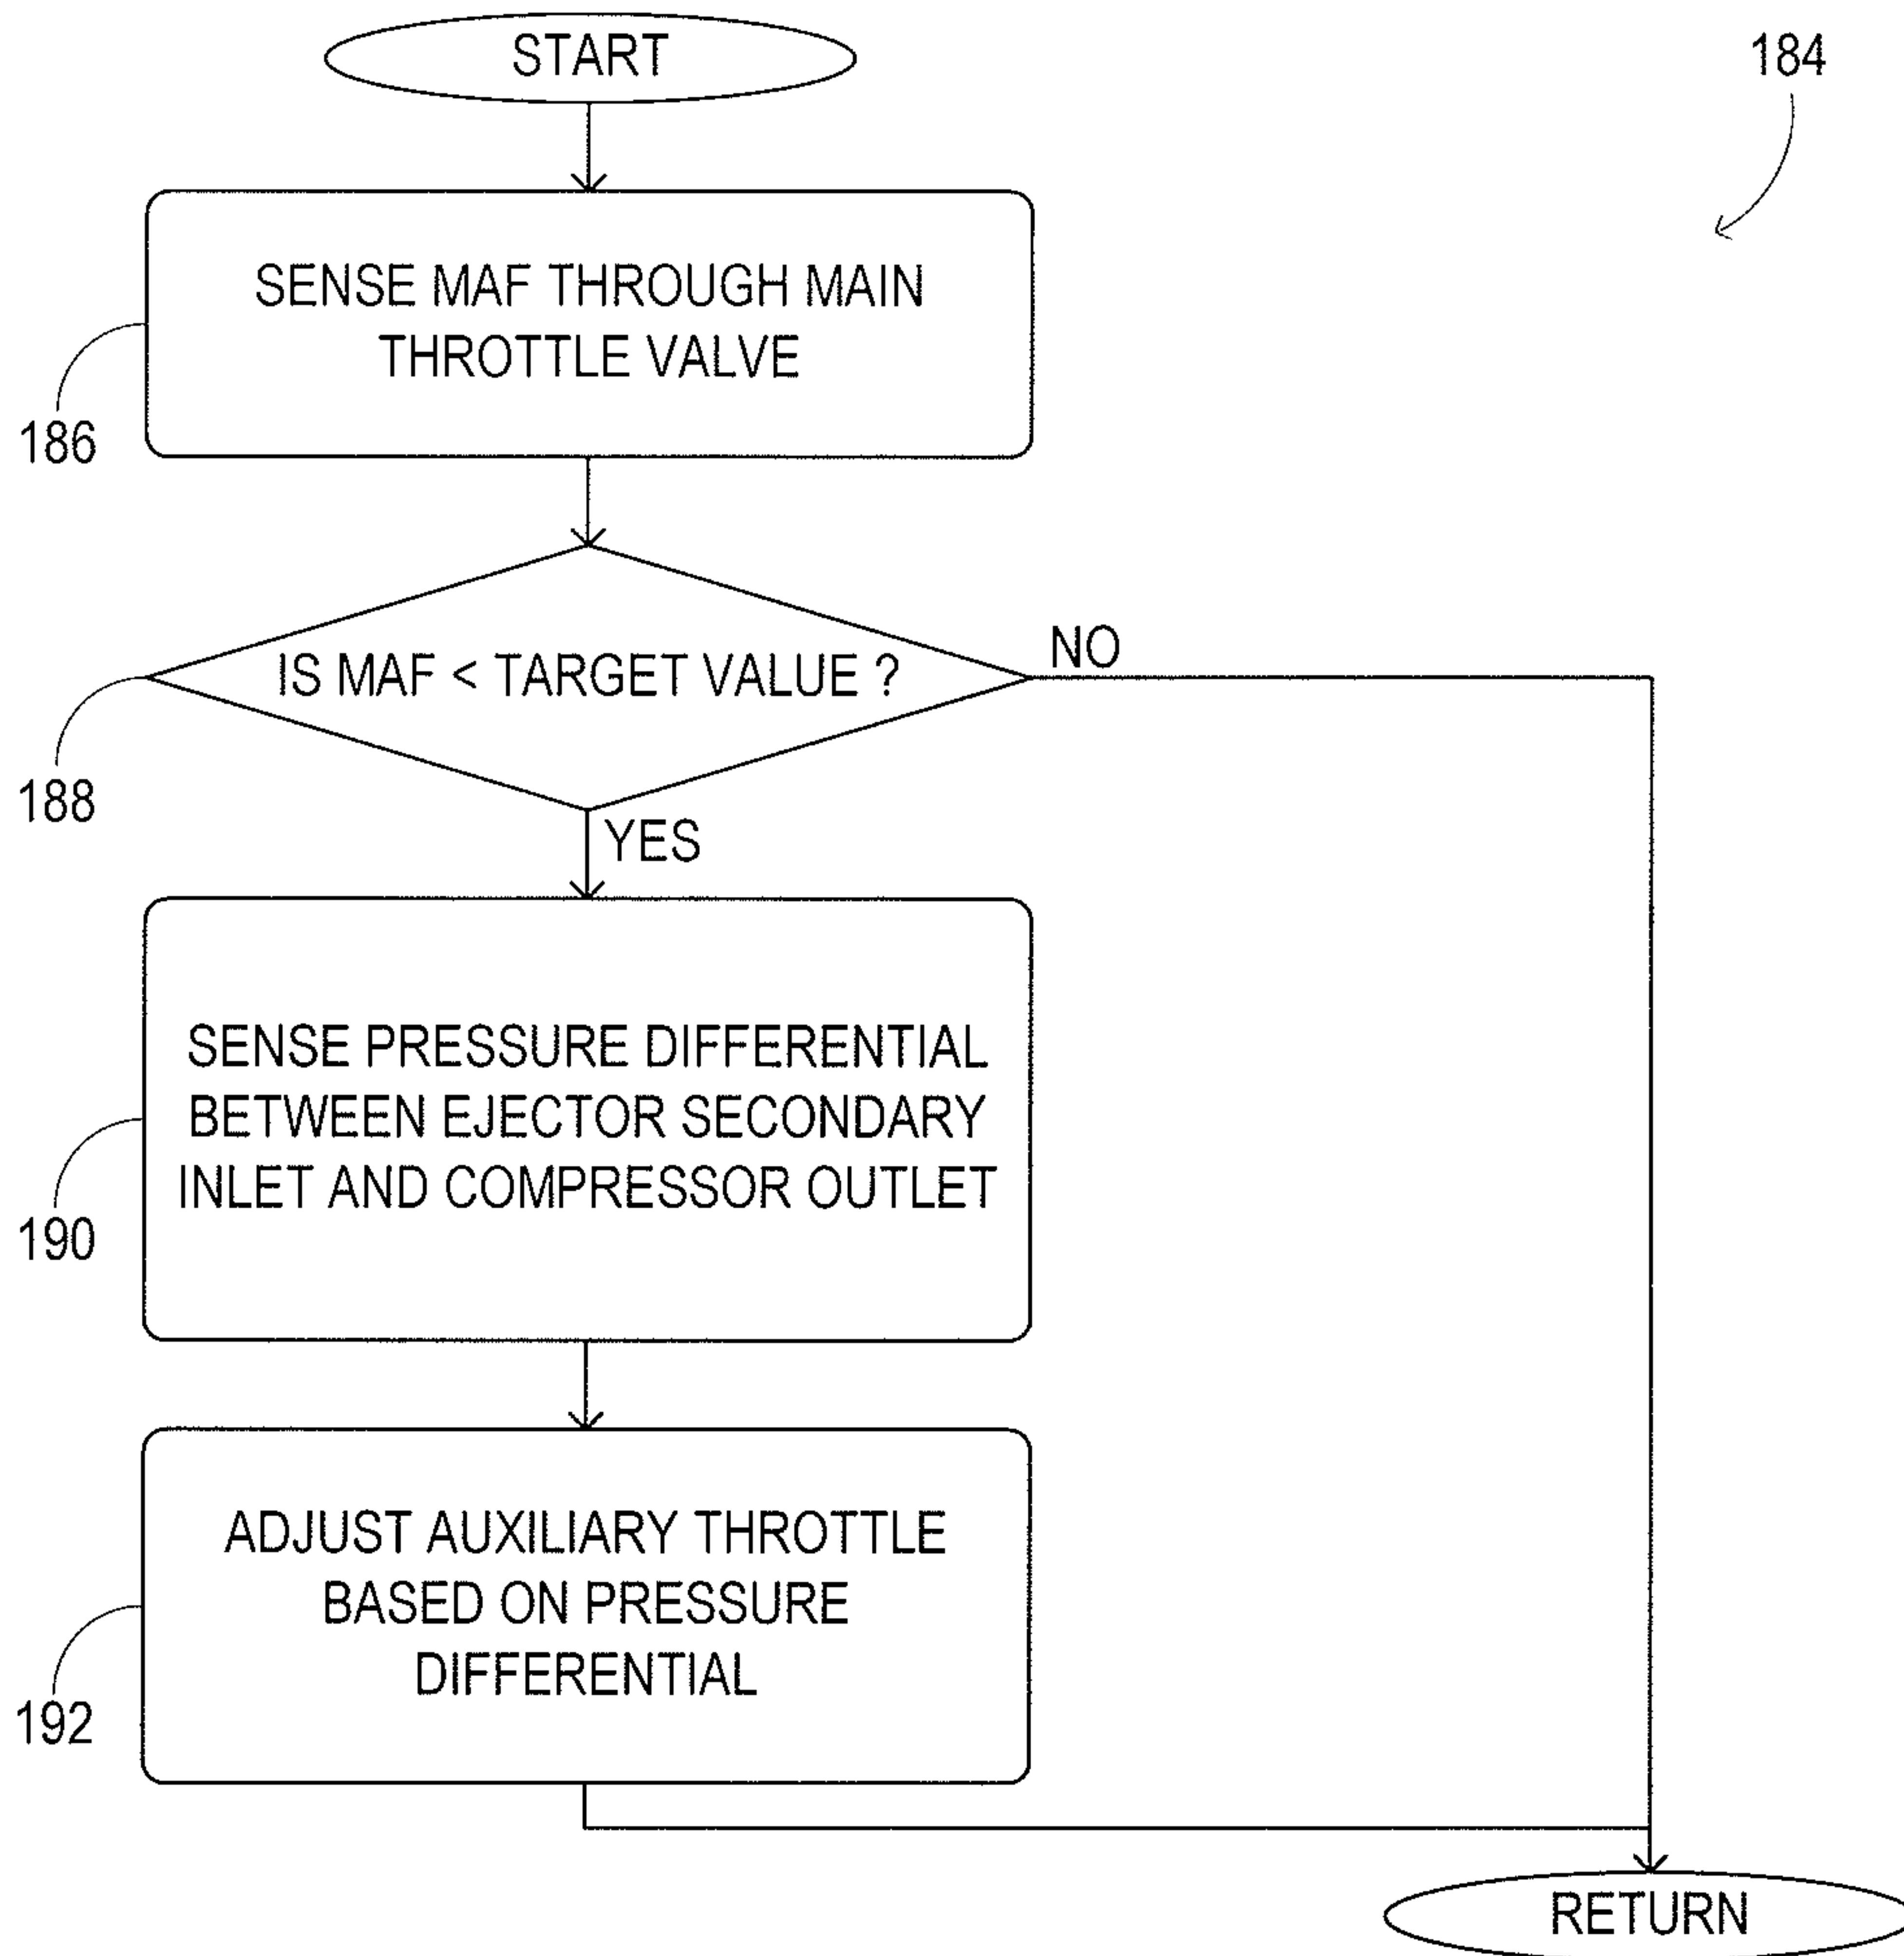 START
184
SENSE MAF THROUGH MAIN
THROTTLE VALVE
186
IS MAF < TARGET VALUE ?
NO
188
YES
SENSE PRESSURE DIFFERENTIAL
BETWEEN EJECTOR SECONDARY
INLET AND COMPRESSOR OUTLET
190
ADJUST AUXILIARY THROTTLE
BASED ON PRESSURE
DIFFERENTIAL
192
RETURN